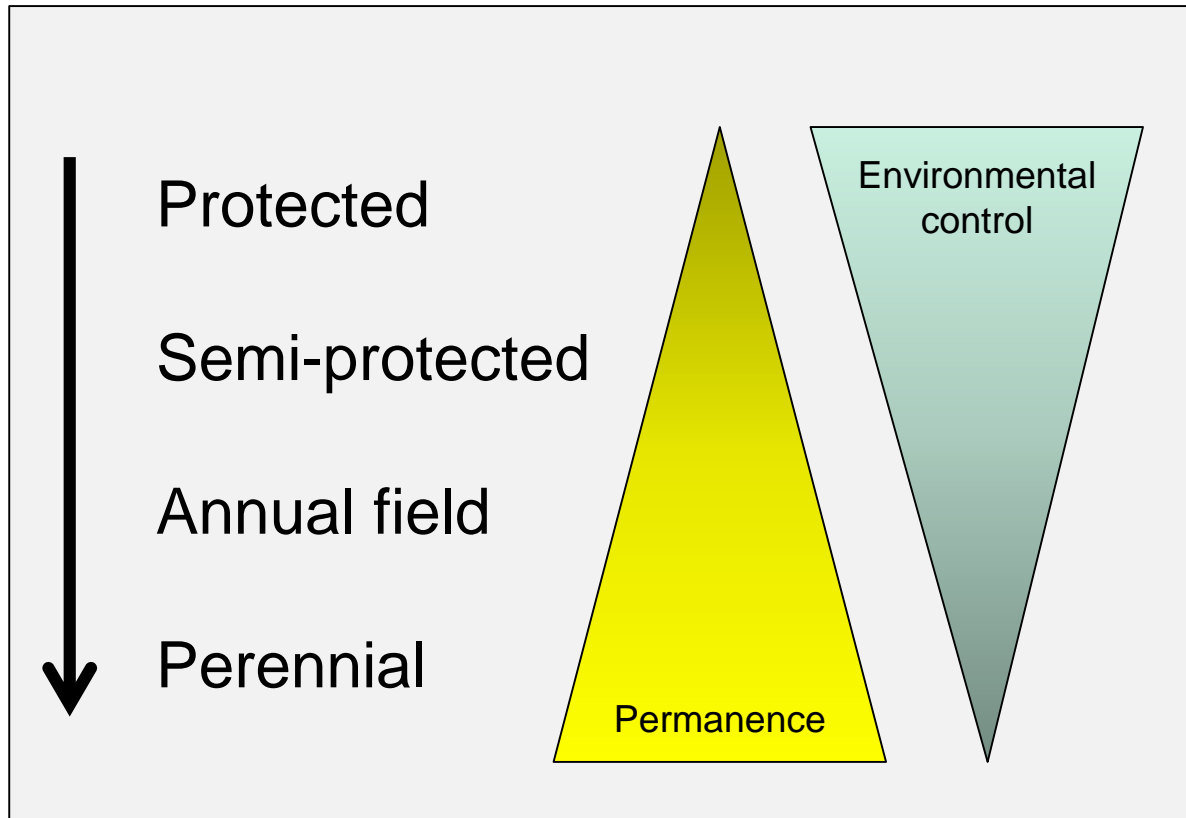 Protected
Semi-protected
Annual field
Perennial
Permanence
Environmental
control